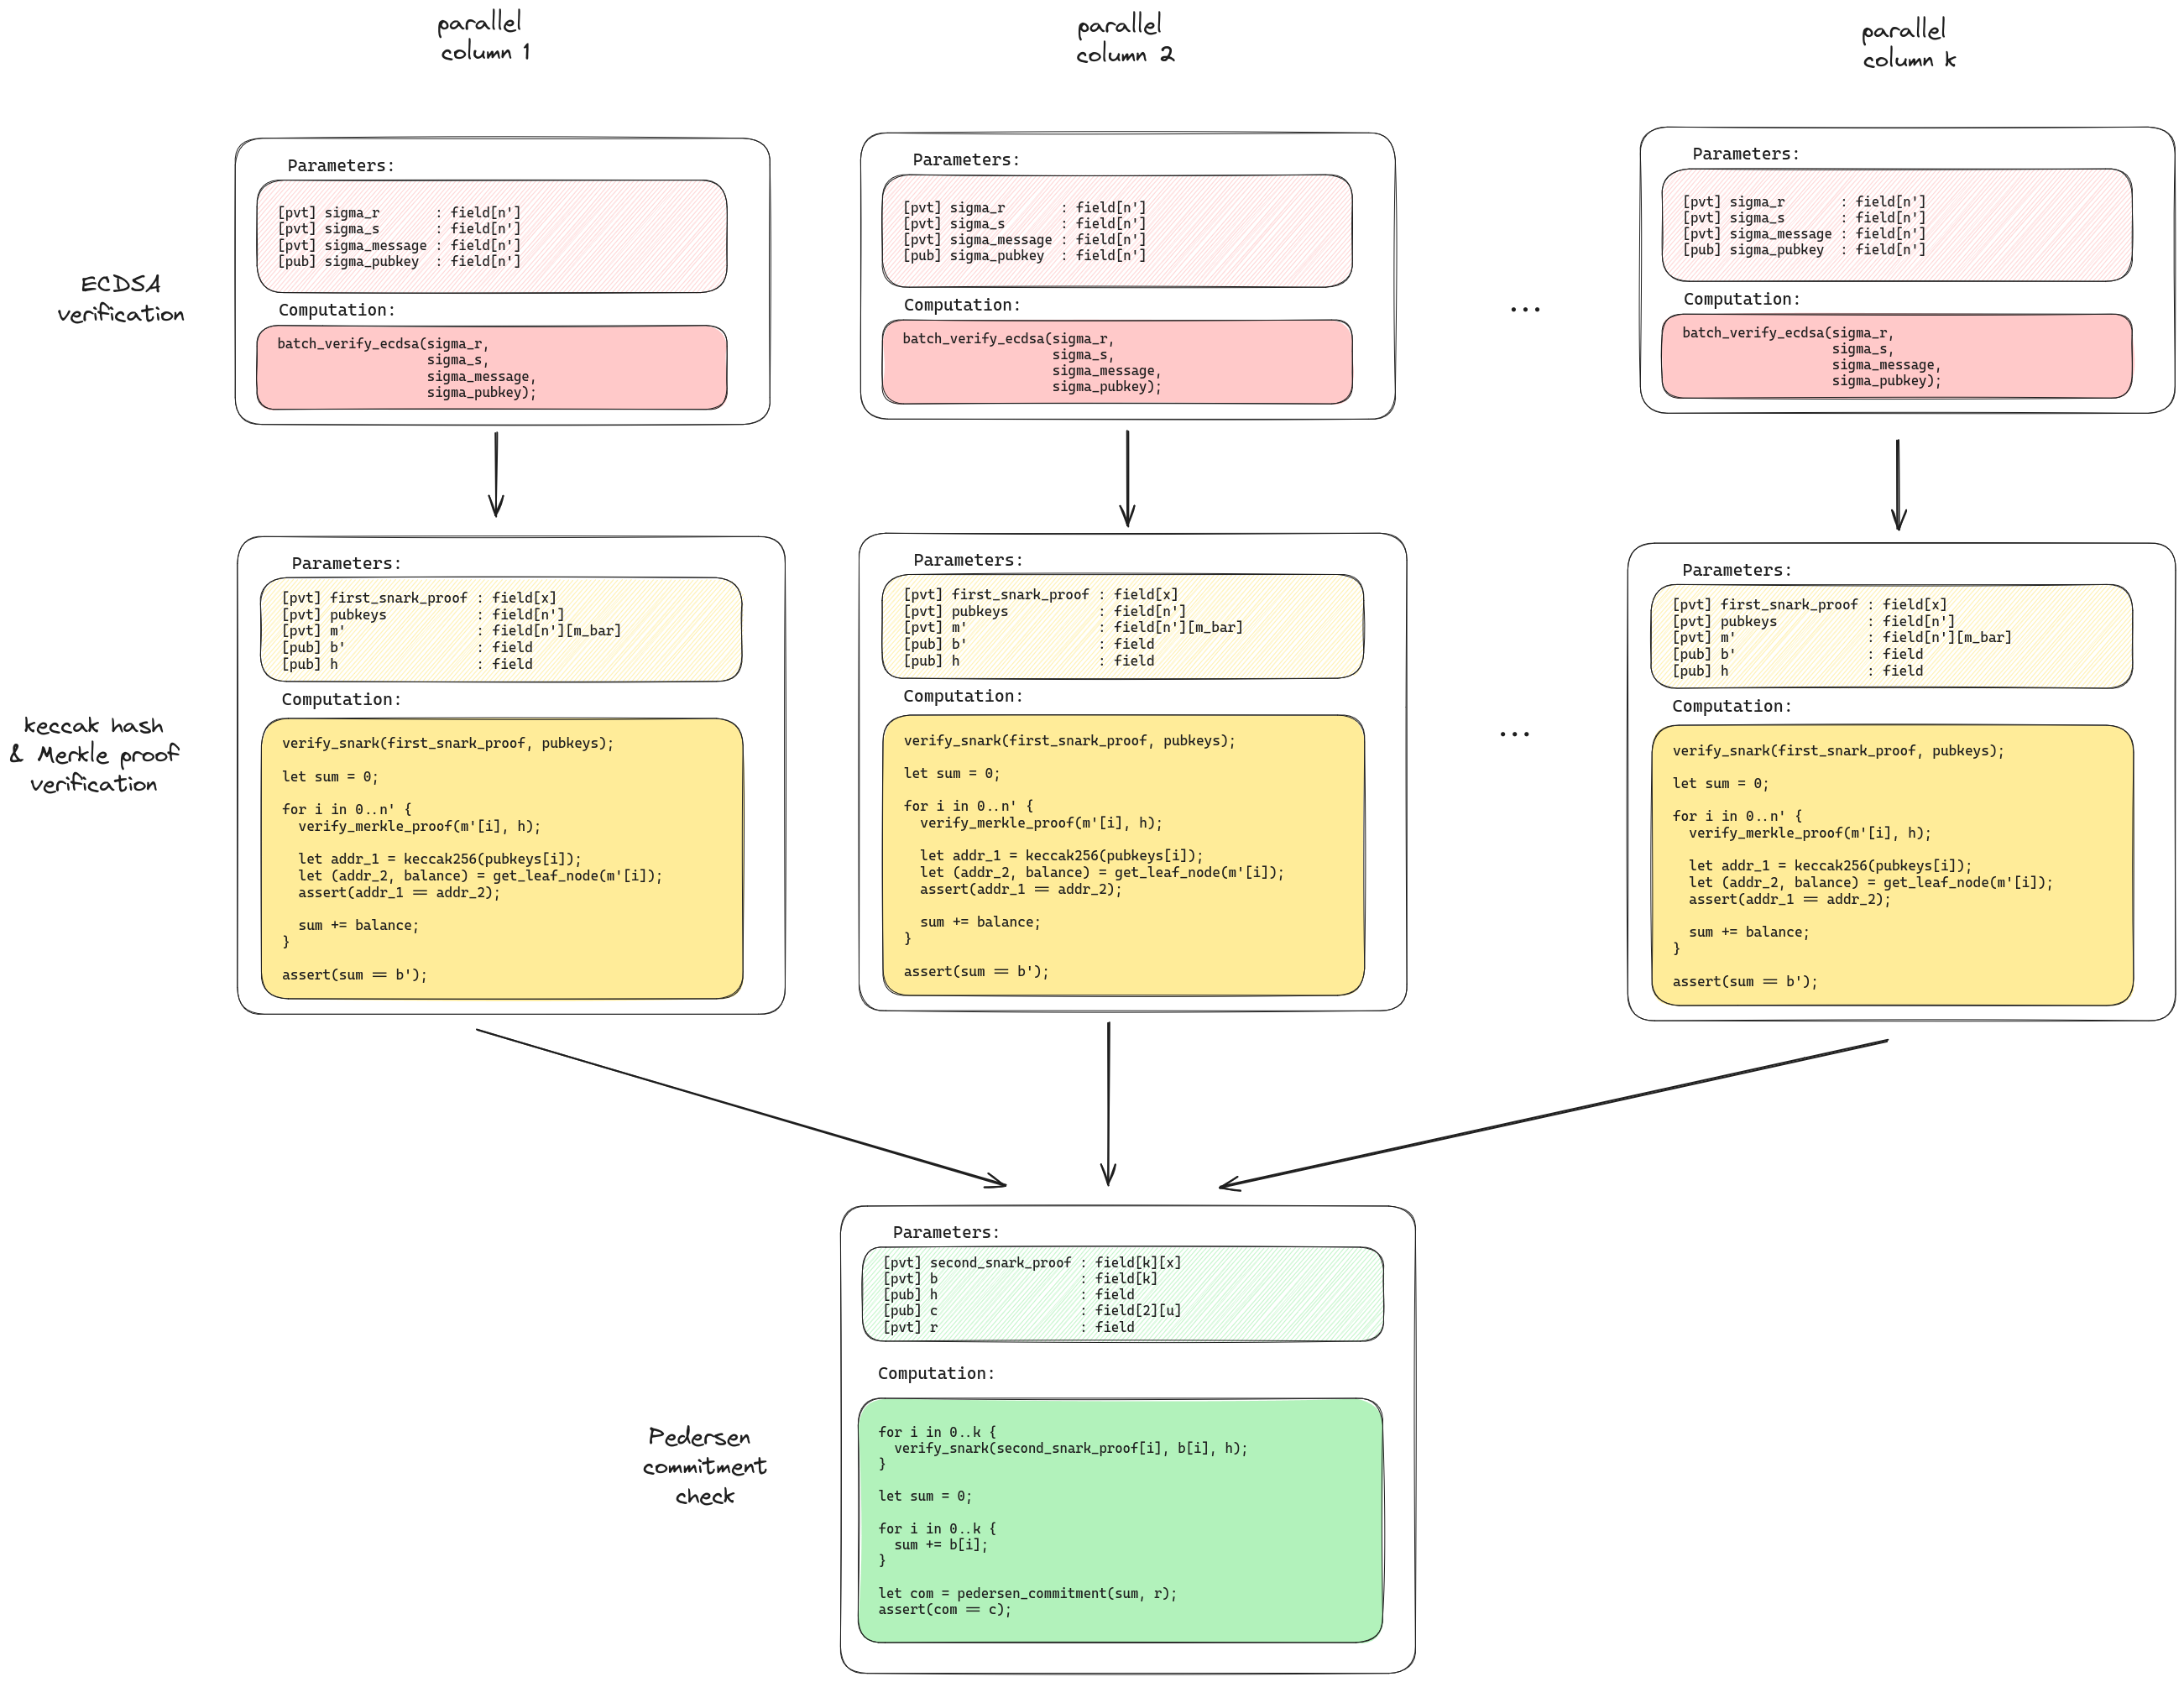 parallel
column 1
parallel
column 2
parallel
column k
ECDSA
verification
Parameters:
[pvt] sigma_r : field[n']
[pvt] sigma_s : field[n']
[pvt] sigma_message : field[n']
[pub] sigma_pubkey : field[n']
Computation:
batch_verify_ecdsa(sigma_r,
sigma_s,
sigma_message,
sigma_pubkey);
Parameters:
[pvt] sigma_r : field[n']
[pvt] sigma_s : field[n']
[pvt] sigma_message : field[n']
[pub] sigma_pubkey : field[n']
Computation:
batch_verify_ecdsa(sigma_r,
sigma_s,
sigma_message,
sigma_pubkey);
...
Parameters:
[pvt] sigma_r : field[n']
[pvt] sigma_s : field[n']
[pvt] sigma_message : field[n']
[pub] sigma_pubkey : field[n']
Computation:
batch_verify_ecdsa(sigma_r,
sigma_s,
sigma_message,
sigma_pubkey);
keccak hash
& Merkle proof
verification
Parameters:
[pvt] first_snark_proof : field[x]
[pvt] pubkeys : field[n']
[pvt] m' : field[n'][m_bar]
[pub] b' : field
[pub] h : field
Computation:
verify_snark(first_snark_proof, pubkeys);
let sum = 0;
for i in 0..n' {
verify_merkle_proof(m'[i], h);
let addr_1 = keccak256(pubkeys[i]);
let (addr_2, balance) = get_leaf_node(m'[i]);
assert(addr_1 == addr_2);
sum += balance;
}
assert(sum == b');
Parameters:
[pvt] first_snark_proof : field[x]
[pvt] pubkeys : field[n']
[pvt] m' : field[n'][m_bar]
[pub] b' : field
[pub] h : field
Computation:
verify_snark(first_snark_proof, pubkeys);
let sum = 0;
for i in 0..n' {
verify_merkle_proof(m'[i], h);
let addr_1 = keccak256(pubkeys[i]);
let (addr_2, balance) = get_leaf_node(m'[i]);
assert(addr_1 == addr_2);
sum += balance;
}
assert(sum == b');
...
Parameters:
[pvt] first_snark_proof : field[x]
[pvt] pubkeys : field[n']
[pvt] m' : field[n'][m_bar]
[pub] b' : field
[pub] h : field
Computation:
verify_snark(first_snark_proof, pubkeys);
let sum = 0;
for i in 0..n' {
verify_merkle_proof(m'[i], h);
let addr_1 = keccak256(pubkeys[i]);
let (addr_2, balance) = get_leaf_node(m'[i]);
assert(addr_1 == addr_2);
sum += balance;
}
assert(sum == b');
Pedersen
commitment
check
Parameters:
[pvt] second_snark_proof : field[k][x]
[pvt] b : field[k]
[pub] h : field
[pub] c : field[2][u]
[pvt] r : field
Computation:
for i in 0..k {
verify_snark(second_snark_proof[i], b[i], h);
}
let sum = 0;
for i in 0..k {
sum += b[i];
}
let com = pedersen_commitment(sum, r);
assert(com == c);